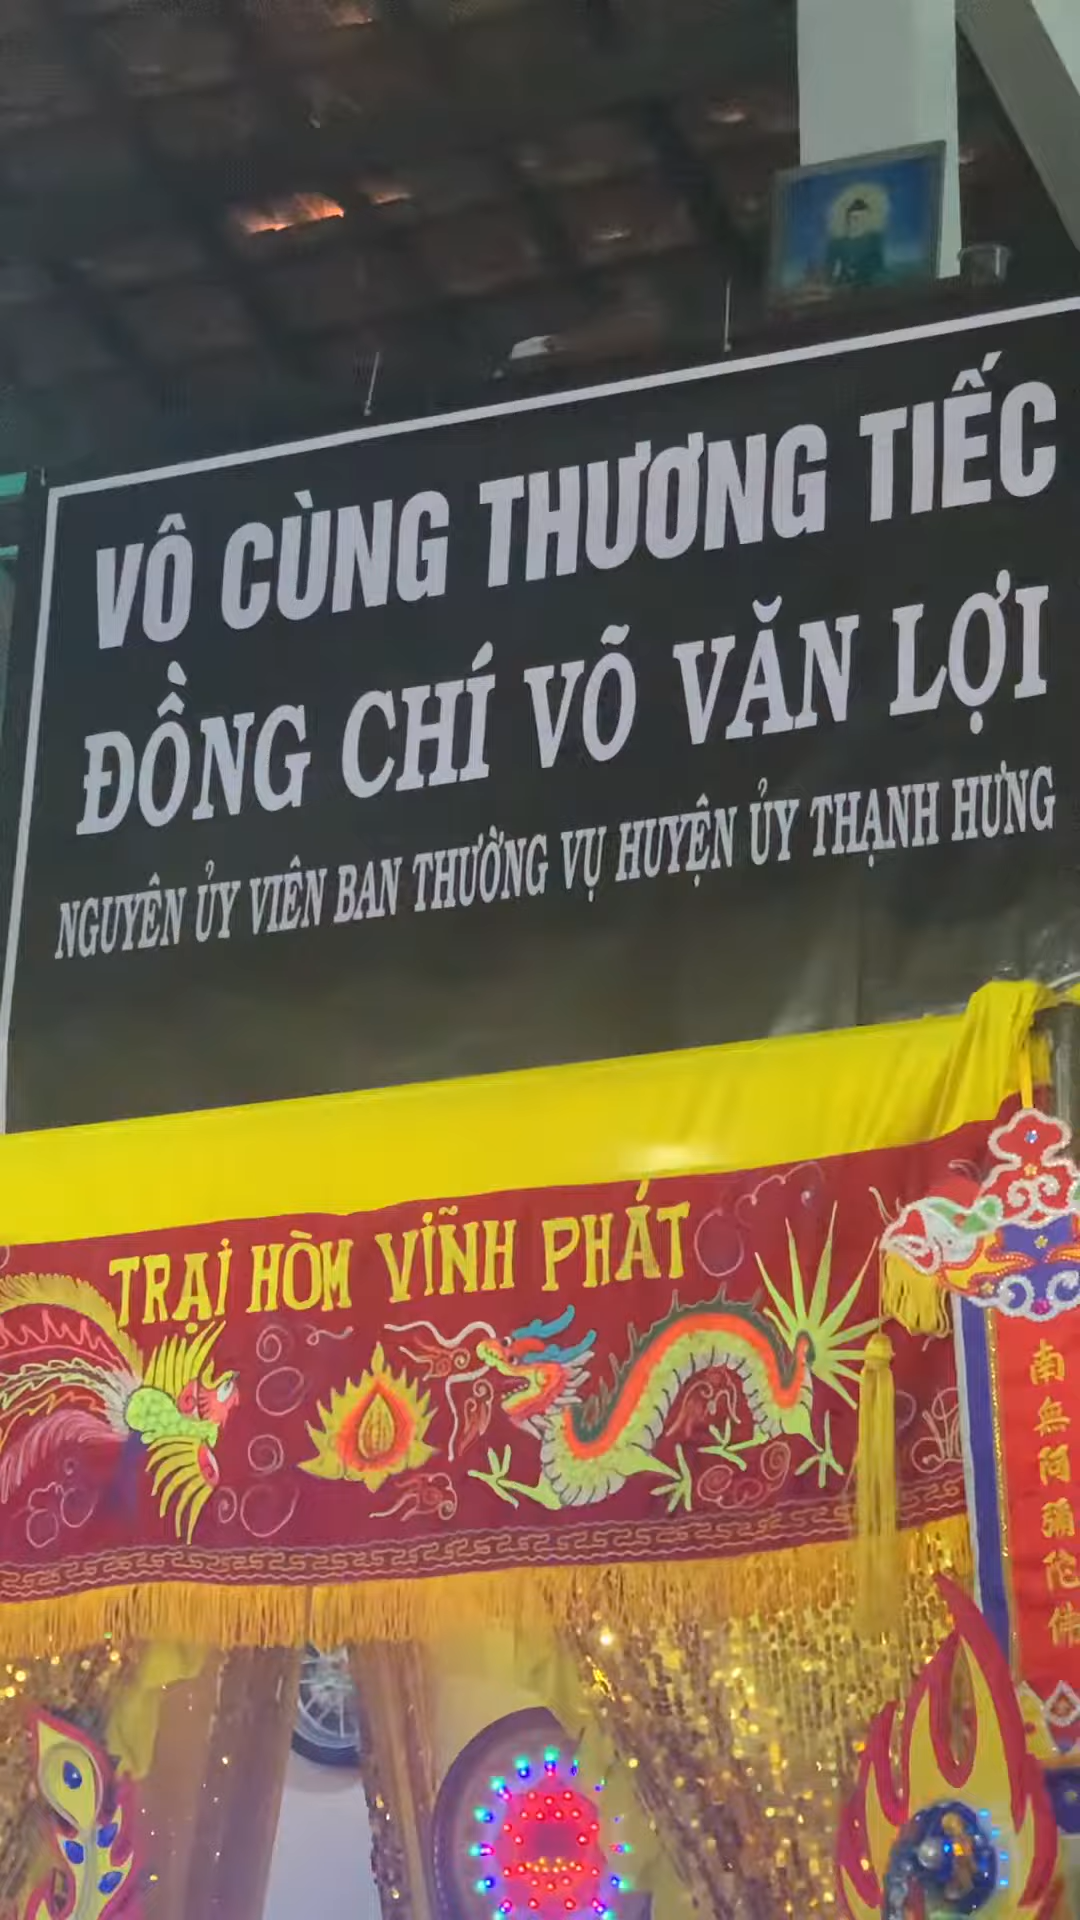 VÔ CÙNG THƯƠNG TIẾC
ĐỒNG CHÍ VÕ VĂN LỢI
NGUYÊN ỦY VIÊN BAN THƯỜNG VỤ HUYỆN ỦY THẠNH HƯNG
TRẠI HÒM VĨNH PHÁT
南無阿彌陀佛